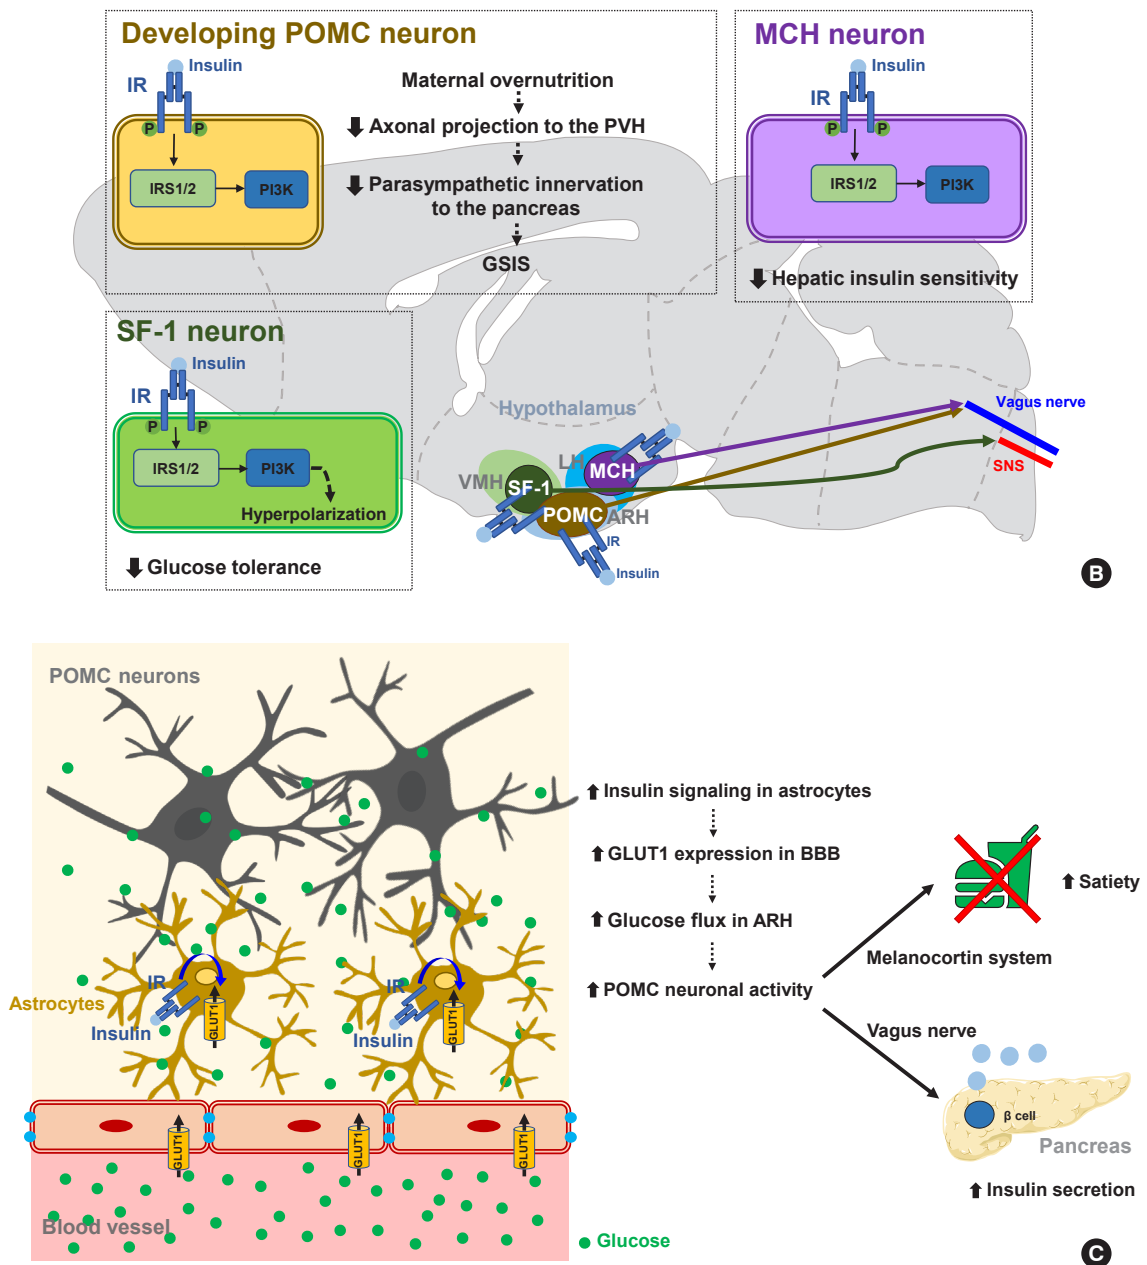 Developing POMC neuron
Insulin
IR
P
P
IRS1/2
PI3K
Maternal overnutrition
Axonal projection to the PVH
Parasympathetic innervation
to the pancreas
GSIS
MCH neuron
Insulin
IR
P
P
IRS1/2
PI3K
Hepatic insulin sensitivity
SF-1 neuron
Insulin
IR
P
P
IRS1/2
PI3K
Hyperpolarization
Glucose tolerance
Hypothalamus
LH
MCH
VMH
SF-1
POMC
ARH
IR
Insulin
Vagus nerve
SNS
B
POMC neurons
Astrocytes
IR
Insulin
GLUT1
IR
Insulin
GLUT1
GLUT1
GLUT1
GLUT1
Blood vessel
Glucose
Insulin signaling in astrocytes
GLUT1 expression in BBB
Glucose flux in ARH
POMC neuronal activity
Satiety
Melanocortin system
Vagus nerve
β cell
Pancreas
Insulin secretion
C